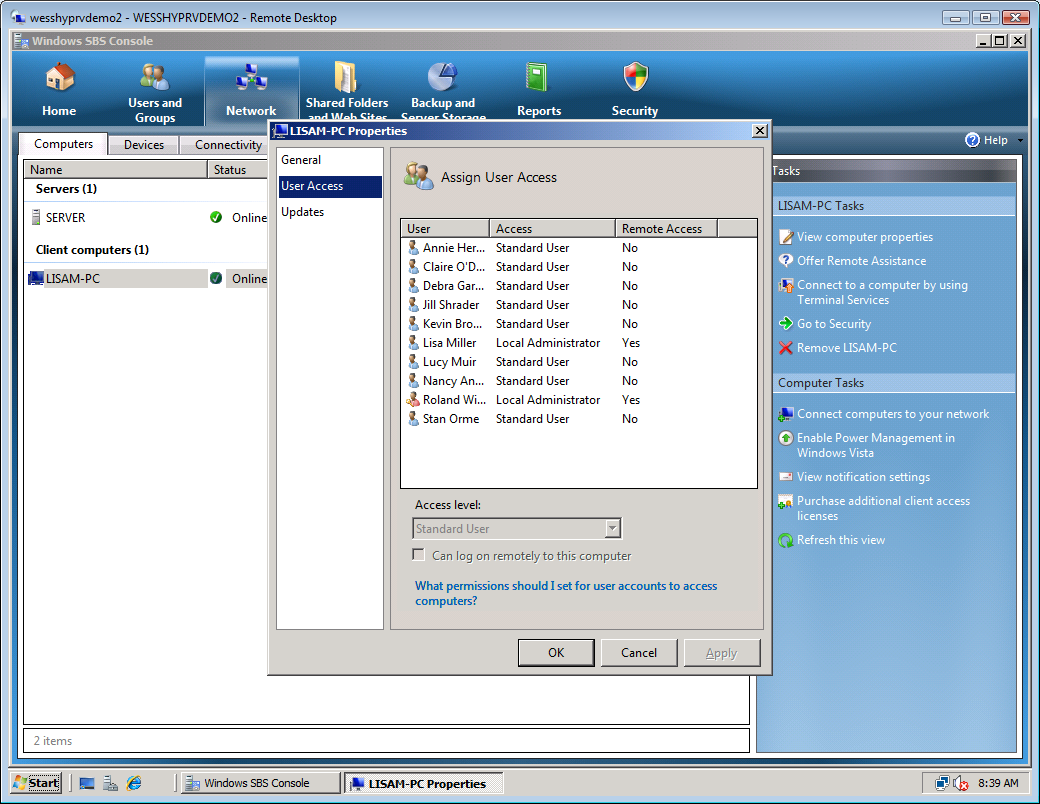 wesshyprvdemo2 - WESSHYPRVDEMO2 - Remote Desktop
Windows SBS Console
Home
Users and
Groups
Network
Shared Folders
and Web Sites
Backup and
Server Storage
Reports
Security
Computers
Devices
Connectivity
Help
Name
Status
Servers (1)
SERVER
Online
Client computers (1)
LISAM-PC
Online
2 items
LISAM-PC Properties
General
User Access
Updates
Assign User Access
User Access Remote Access
Annie Her... Standard User No
Claire O'D... Standard User No
Debra Gar... Standard User No
Jill Shrader Standard User No
Kevin Bro... Standard User No
Lisa Miller Local Administrator Yes
Lucy Muir Standard User No
Nancy An... Standard User No
Roland Wi... Local Administrator Yes
Stan Orme Standard User No
Access level:
Standard User
Can log on remotely to this computer
What permissions should I set for user accounts to access
computers?
OK
Cancel
Apply
Tasks
LISAM-PC Tasks
View computer properties
Offer Remote Assistance
Connect to a computer by using
Terminal Services
Go to Security
Remove LISAM-PC
Computer Tasks
Connect computers to your network
Enable Power Management in
Windows Vista
View notification settings
Purchase additional client access
licenses
Refresh this view
Start
Windows SBS Console
LISAM-PC Properties
8:39 AM